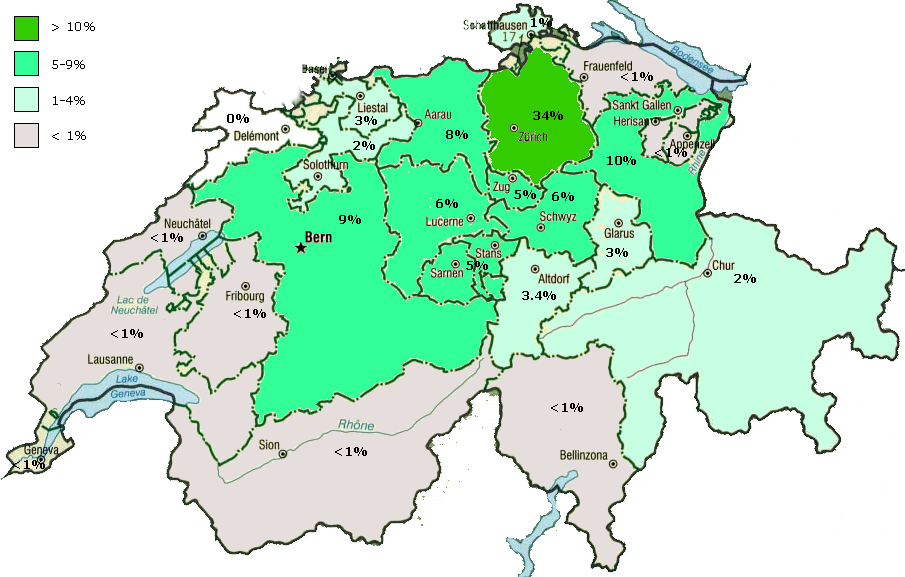 > 10%
5-9%
1-4%
< 1%
Schaffhausen 1%
17
Basel
Bodensee
Frauenfeld
<1%
Liestal
3%
Aarau
8%
34%
Zürich
Sankt Gallen
Herisau
Appenzell
<1%
10%
Rhine
0%
Delémont
2%
Solothurn
Zug
5%
6%
Schwyz
6%
Lucerne
9%
Bern
Neuchâtel
<1%
Glarus
3%
Stans
5%
Sarnen
Altdorf
3.4%
Chur
2%
Lac de
Neuchâtel
Fribourg
<1%
<1%
Lausanne
Lake
Geneva
Geneva
<1%
Rhône
Sion
<1%
<1%
Bellinzona